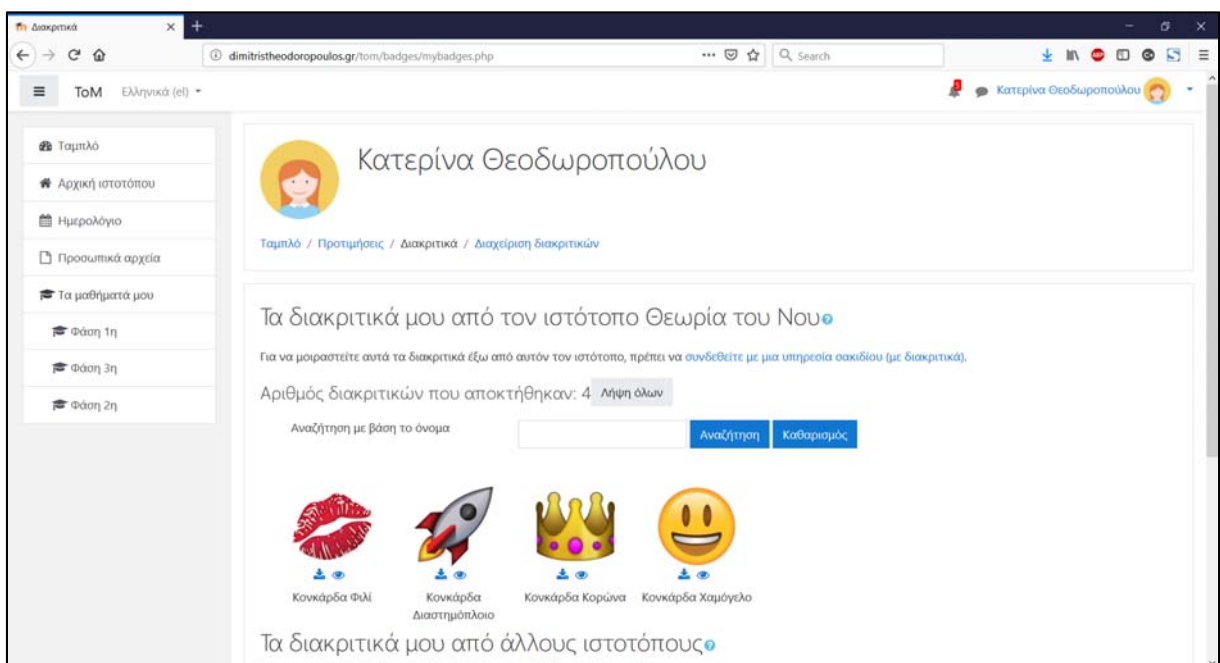 Διακριτικά
dimitristheodoropoulos.gr/tom/badges/mybadges.php
Search
ToM Ελληνικά (el)
Κατερίνα Θεοδωροπούλου
Ταμπλό
Αρχική ιστοτόπου
Ημερολόγιο
Προσωπικά αρχεία
Τα μαθήματά μου
Φάση 1η
Φάση 3η
Φάση 2η
Κατερίνα Θεοδωροπούλου
Ταμπλό / Προτιμήσεις / Διακριτικά / Διαχείριση διακριτικών
Τα διακριτικά μου από τον ιστότοπο Θεωρία του Νου
Για να μοιραστείτε αυτά τα διακριτικά έξω από αυτόν τον ιστότοπο, πρέπει να συνδεθείτε με μια υπηρεσία σακιδίου (με διακριτικά).
Αριθμός διακριτικών που αποκτήθηκαν: 4 Λήψη όλων
Αναζήτηση με βάση το όνομα
Αναζήτηση Καθαρισμός
Κονκάρδα Φιλί
Κονκάρδα
Διαστημόπλοιο
Κονκάρδα Κορώνα
Κονκάρδα Χαμόγελο
Τα διακριτικά μου από άλλους ιστοτόπους